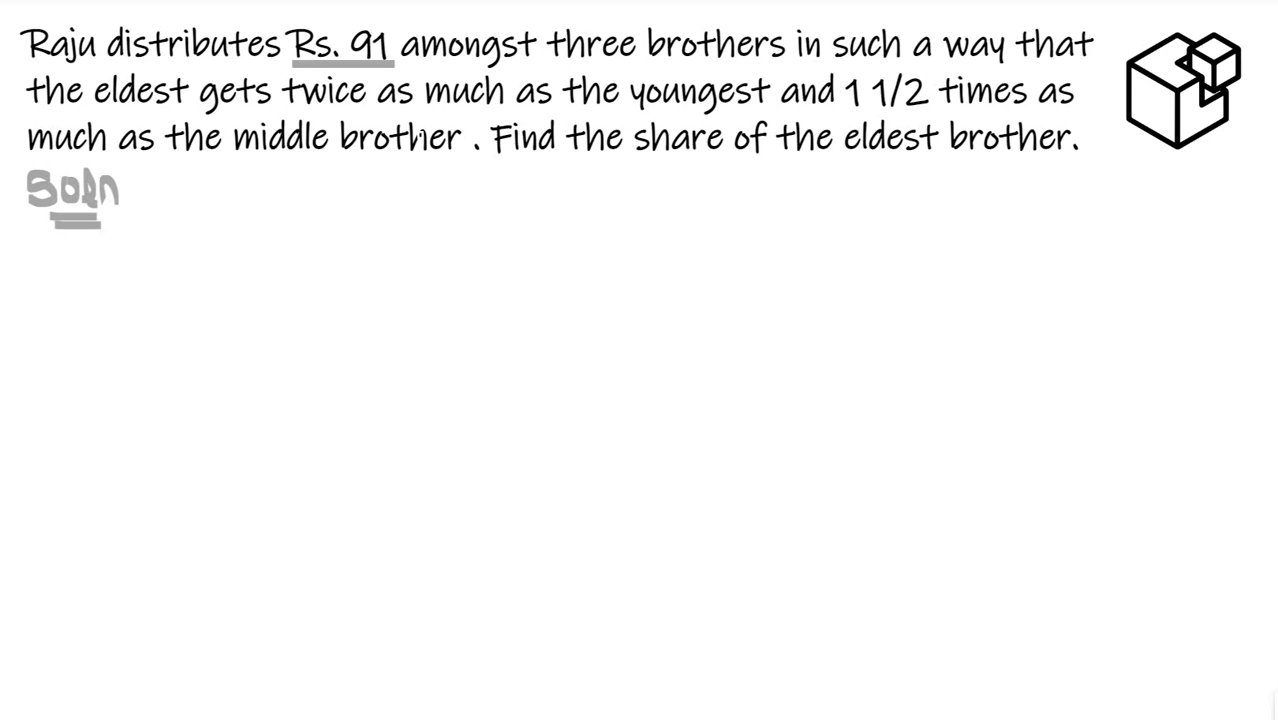 Raju distributes Rs. 91 amongst three brothers in such a way that
the eldest gets twice as much as the youngest and 1 1/2 times as
much as the middle brother . Find the share of the eldest brother.
Soln